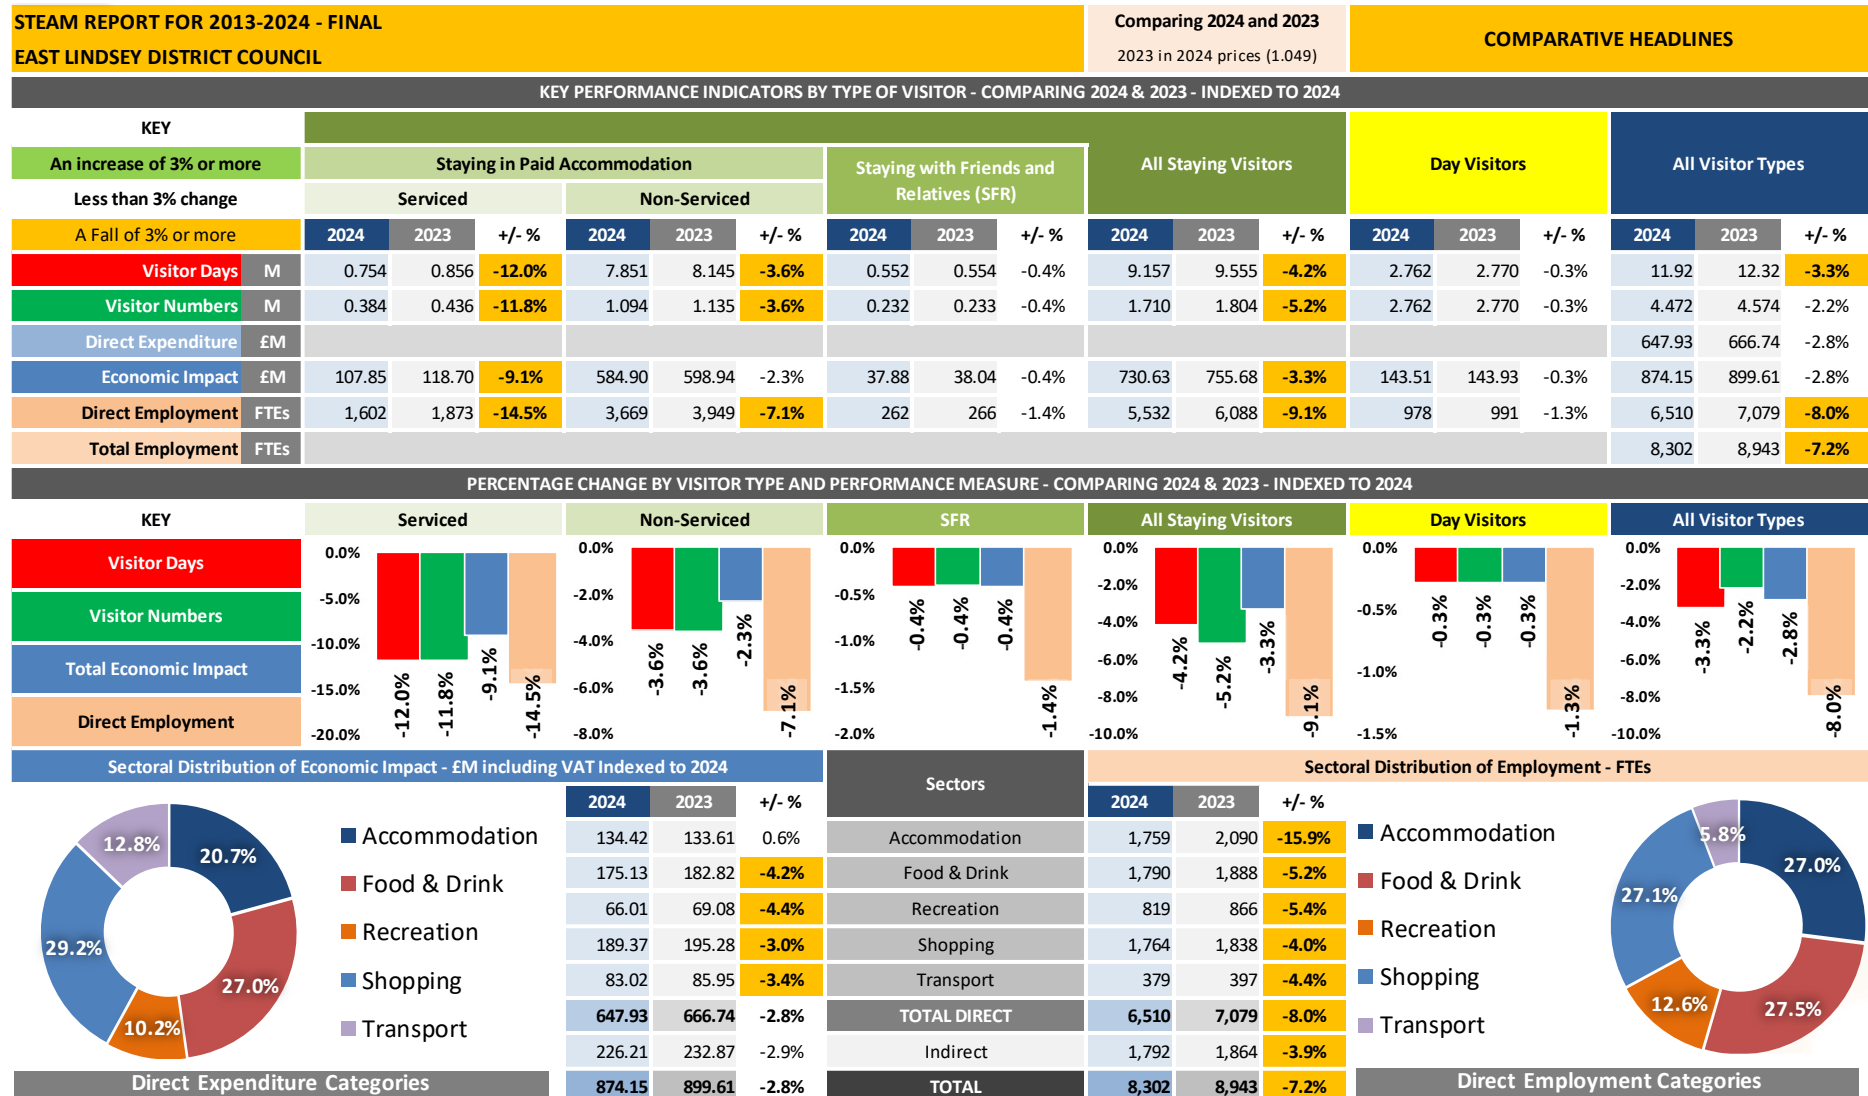 STEAM REPORT FOR 2013-2024 - FINAL
EAST LINDSEY DISTRICT COUNCIL
Comparing 2024 and 2023
2023 in 2024 prices (1.049)
COMPARATIVE HEADLINES
KEY PERFORMANCE INDICATORS BY TYPE OF VISITOR - COMPARING 2024 & 2023 - INDEXED TO 2024
KEY
An increase of 3% or more
Less than 3% change
A Fall of 3% or more
Staying in Paid Accommodation
Serviced
Non-Serviced
Staying with Friends and
Relatives (SFR)
All Staying Visitors
Day Visitors
All Visitor Types
2024 2023 +/- % 2024 2023 +/- % 2024 2023 +/- % 2024 2023 +/- % 2024 2023 +/- % 2024 2023 +/- %
Visitor Days M 0.754 0.856 -12.0% 7.851 8.145 -3.6% 0.552 0.554 -0.4% 9.157 9.555 -4.2% 2.762 2.770 -0.3% 11.92 12.32 -3.3%
Visitor Numbers M 0.384 0.436 -11.8% 1.094 1.135 -3.6% 0.232 0.233 -0.4% 1.710 1.804 -5.2% 2.762 2.770 -0.3% 4.472 4.574 -2.2%
Direct Expenditure £M 647.93 666.74 -2.8%
Economic Impact £M 107.85 118.70 -9.1% 584.90 598.94 -2.3% 37.88 38.04 -0.4% 730.63 755.68 -3.3% 143.51 143.93 -0.3% 874.15 899.61 -2.8%
Direct Employment FTEs 1,602 1,873 -14.5% 3,669 3,949 -7.1% 262 266 -1.4% 5,532 6,088 -9.1% 978 991 -1.3% 6,510 7,079 -8.0%
Total Employment FTEs 8,302 8,943 -7.2%
PERCENTAGE CHANGE BY VISITOR TYPE AND PERFORMANCE MEASURE - COMPARING 2024 & 2023 - INDEXED TO 2024
KEY
Visitor Days
Visitor Numbers
Total Economic Impact
Direct Employment
Serviced
0.0%
-5.0%
-10.0%
-15.0%
-20.0%
-12.0%
-11.8%
-9.1%
-14.5%
Non-Serviced
0.0%
-2.0%
-4.0%
-6.0%
-8.0%
-3.6%
-3.6%
-2.3%
-7.1%
SFR
0.0%
-0.5%
-1.0%
-1.5%
-2.0%
-0.4%
-0.4%
-0.4%
-1.4%
All Staying Visitors
0.0%
-2.0%
-4.0%
-6.0%
-8.0%
-10.0%
-4.2%
-5.2%
-3.3%
-9.1%
Day Visitors
0.0%
-0.5%
-1.0%
-1.5%
-0.3%
-0.3%
-0.3%
-1.3%
All Visitor Types
0.0%
-2.0%
-4.0%
-6.0%
-8.0%
-10.0%
-3.3%
-2.2%
-2.8%
-8.0%
Sectoral Distribution of Economic Impact - £M including VAT Indexed to 2024
Sectors
Sectoral Distribution of Employment - FTEs
2024 2023 +/- % 2024 2023 +/- %
134.42 133.61 0.6% Accommodation 1,759 2,090 -15.9%
175.13 182.82 -4.2% Food & Drink 1,790 1,888 -5.2%
66.01 69.08 -4.4% Recreation 819 866 -5.4%
189.37 195.28 -3.0% Shopping 1,764 1,838 -4.0%
83.02 85.95 -3.4% Transport 379 397 -4.4%
647.93 666.74 -2.8% TOTAL DIRECT 6,510 7,079 -8.0%
226.21 232.87 -2.9% Indirect 1,792 1,864 -3.9%
874.15 899.61 -2.8% TOTAL 8,302 8,943 -7.2%
20.7%
27.0%
10.2%
29.2%
12.8%
Accommodation
Food & Drink
Recreation
Shopping
Transport
Direct Expenditure Categories
Accommodation
Food & Drink
Recreation
Shopping
Transport
27.0%
27.5%
12.6%
27.1%
5.8%
Direct Employment Categories